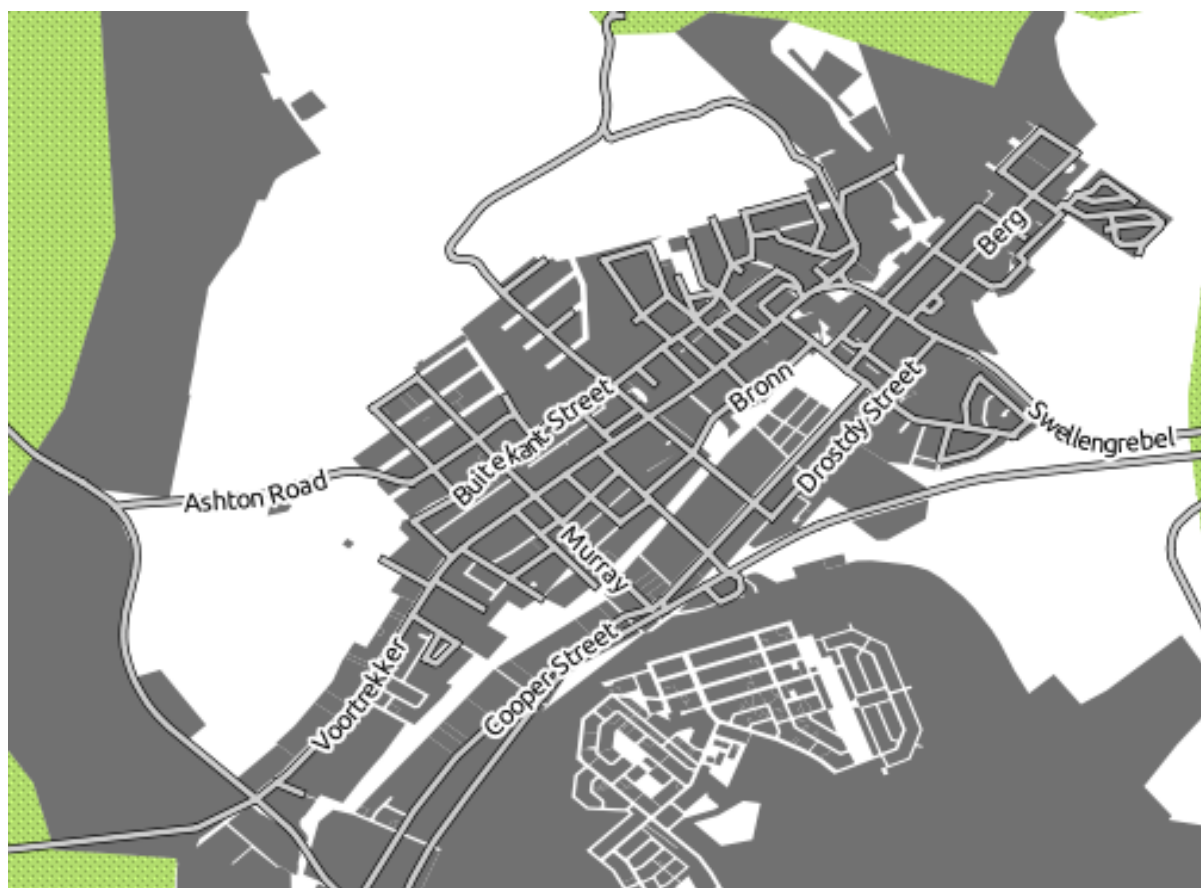 Berg
Bronn
Buitekant Street
Drostdy Street
Swellengrebel
Ashton Road
Murray
Cooper Street
Voortrekker